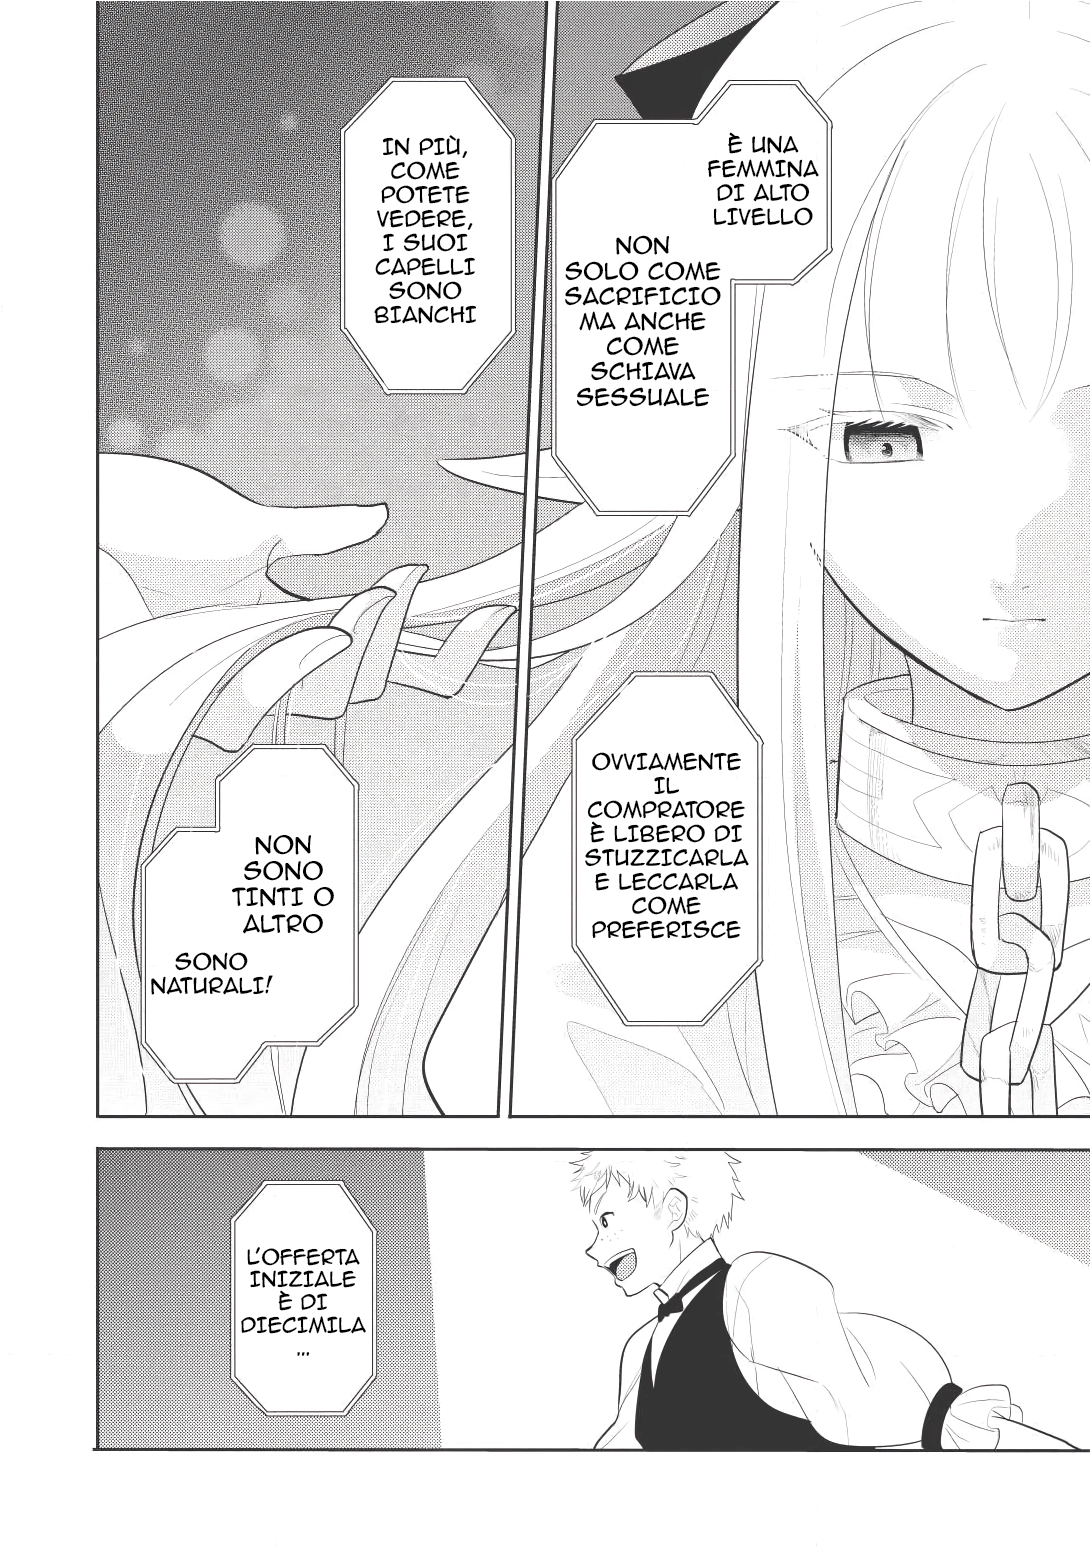 È UNA
FEMMINA
DI ALTO
LIVELLO
NON
SOLO COME
SACRIFICIO
MA ANCHE
COME
SCHIAVA
SESSUALE
OVVIAMENTE
IL
COMPRATORE
È LIBERO DI
STUZZICARLA
E LECCARLA
COME
PREFERISCE
IN PIÙ,
COME
POTETE
VEDERE,
I SUOI
CAPELLI
SONO
BIANCHI
NON
SONO
TINTI O
ALTRO
SONO
NATURALI!
L'OFFERTA
INIZIALE
È DI
DIECIMILA
...